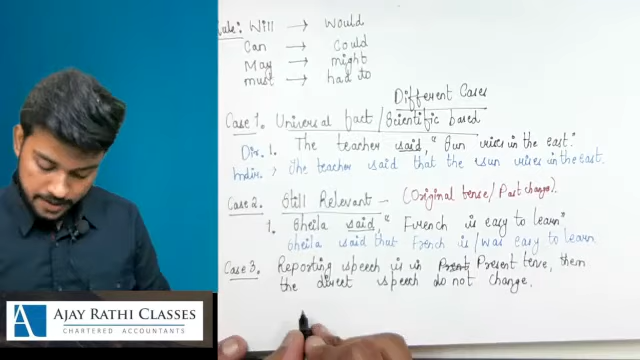 Rule: Will → Would
Can → Could
May → might
must → had to
Different Cases
Case 1. Universal fact / Scientific based
Dir. 1. The teacher said, "Sun rises in the east."
Indir. → The teacher said that the sun rises in the east.
Case 2. Still Relevant - (Original tense / Past change).
1. Sheila said, "French is easy to learn"
Sheila said that French is/was easy to learn
Case 3. Reporting speech is in Present Present tense, then
the direct speech do not change.
AJAY RATHI CLASSES
CHARTERED ACCOUNTANTS